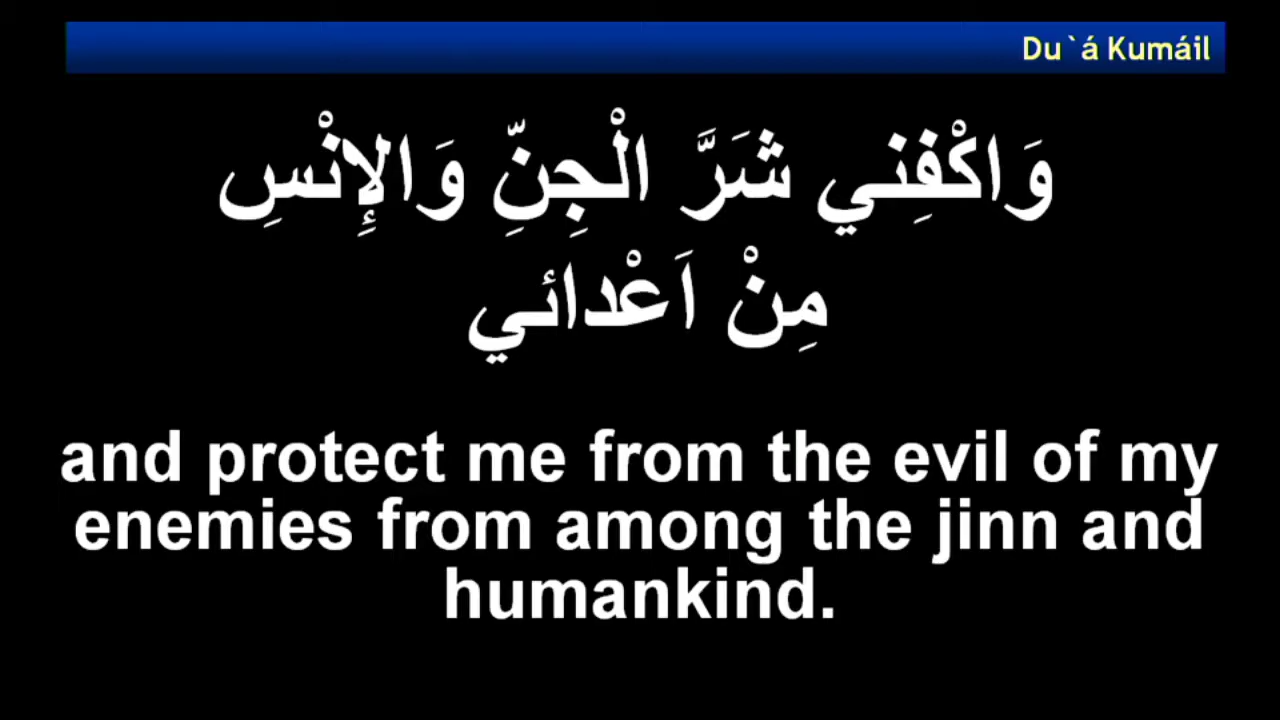 Du`á Kumáil
وَاكْفِني شَرَّ الْجِنِّ وَالإِنْسِ
مِنْ اَعْدائي
and protect me from the evil of my
enemies from among the jinn and
humankind.